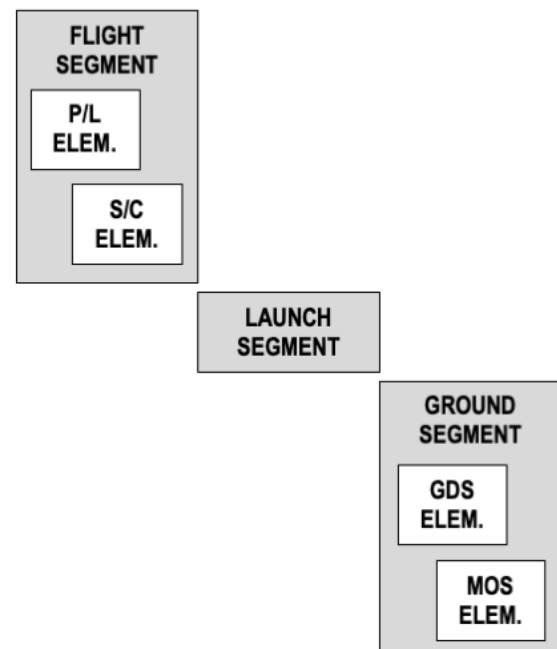 FLIGHT
SEGMENT
P/L
ELEM.
S/C
ELEM.
LAUNCH
SEGMENT
GROUND
SEGMENT
GDS
ELEM.
MOS
ELEM.